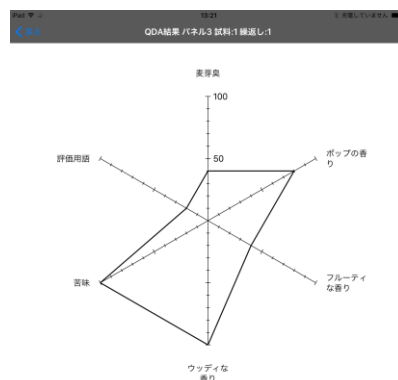 iPad
13:21
充電していません
戻る
QDA結果 パネル3 試料:1 繰返し:1
麦芽臭
100
ポップの香
り
50
評価用語
苦味
フルーティ
な香り
ウッディな
香り